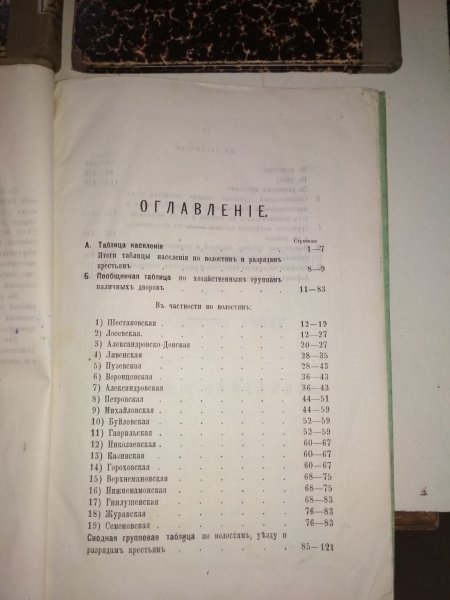 ОГЛАВЛЕНІЕ.
Страницы
А. Таблица населенія . . . . . . 1—7
Итоги таблицы населенія по волостямъ и разрядамъ
крестьянъ . . . . . . 8—9
Б. Пообщинная таблица по хозяйственнымъ группамъ
наличныхъ дворовъ . . . . . . 11—83
Въ частности по волостямъ:
1) Шестаковская . . . . . . 12—19
2) Лосевская . . . . . . 12—27
3) Александровско-Донская . . . . . 20—27
4) Ливенская . . . . . . 28—35
5) Пузевская . . . . . . 28—43
6) Воронцовская . . . . . . 36—43
7) Александровская . . . . . . 36—43
8) Петровская . . . . . . 44—51
9) Михайловская . . . . . . 44—59
10) Буйловская . . . . . . 52—59
11) Гаврильская . . . . . . 52—59
12) Николаевская . . . . . . 60—67
13) Казинская . . . . . . 60—67
14) Гороховская . . . . . . 60—67
15) Верхнемамонская . . . . . . 68—75
16) Нижнемамонская . . . . . . 68—75
17) Гнилушенская . . . . . . 68—83
18) Журавская . . . . . . 76—83
19) Семеновская . . . . . . 76—83
Сводная групповая таблица по волостямъ, уѣзду и
разрядамъ крестьянъ . . . . . . 85—121